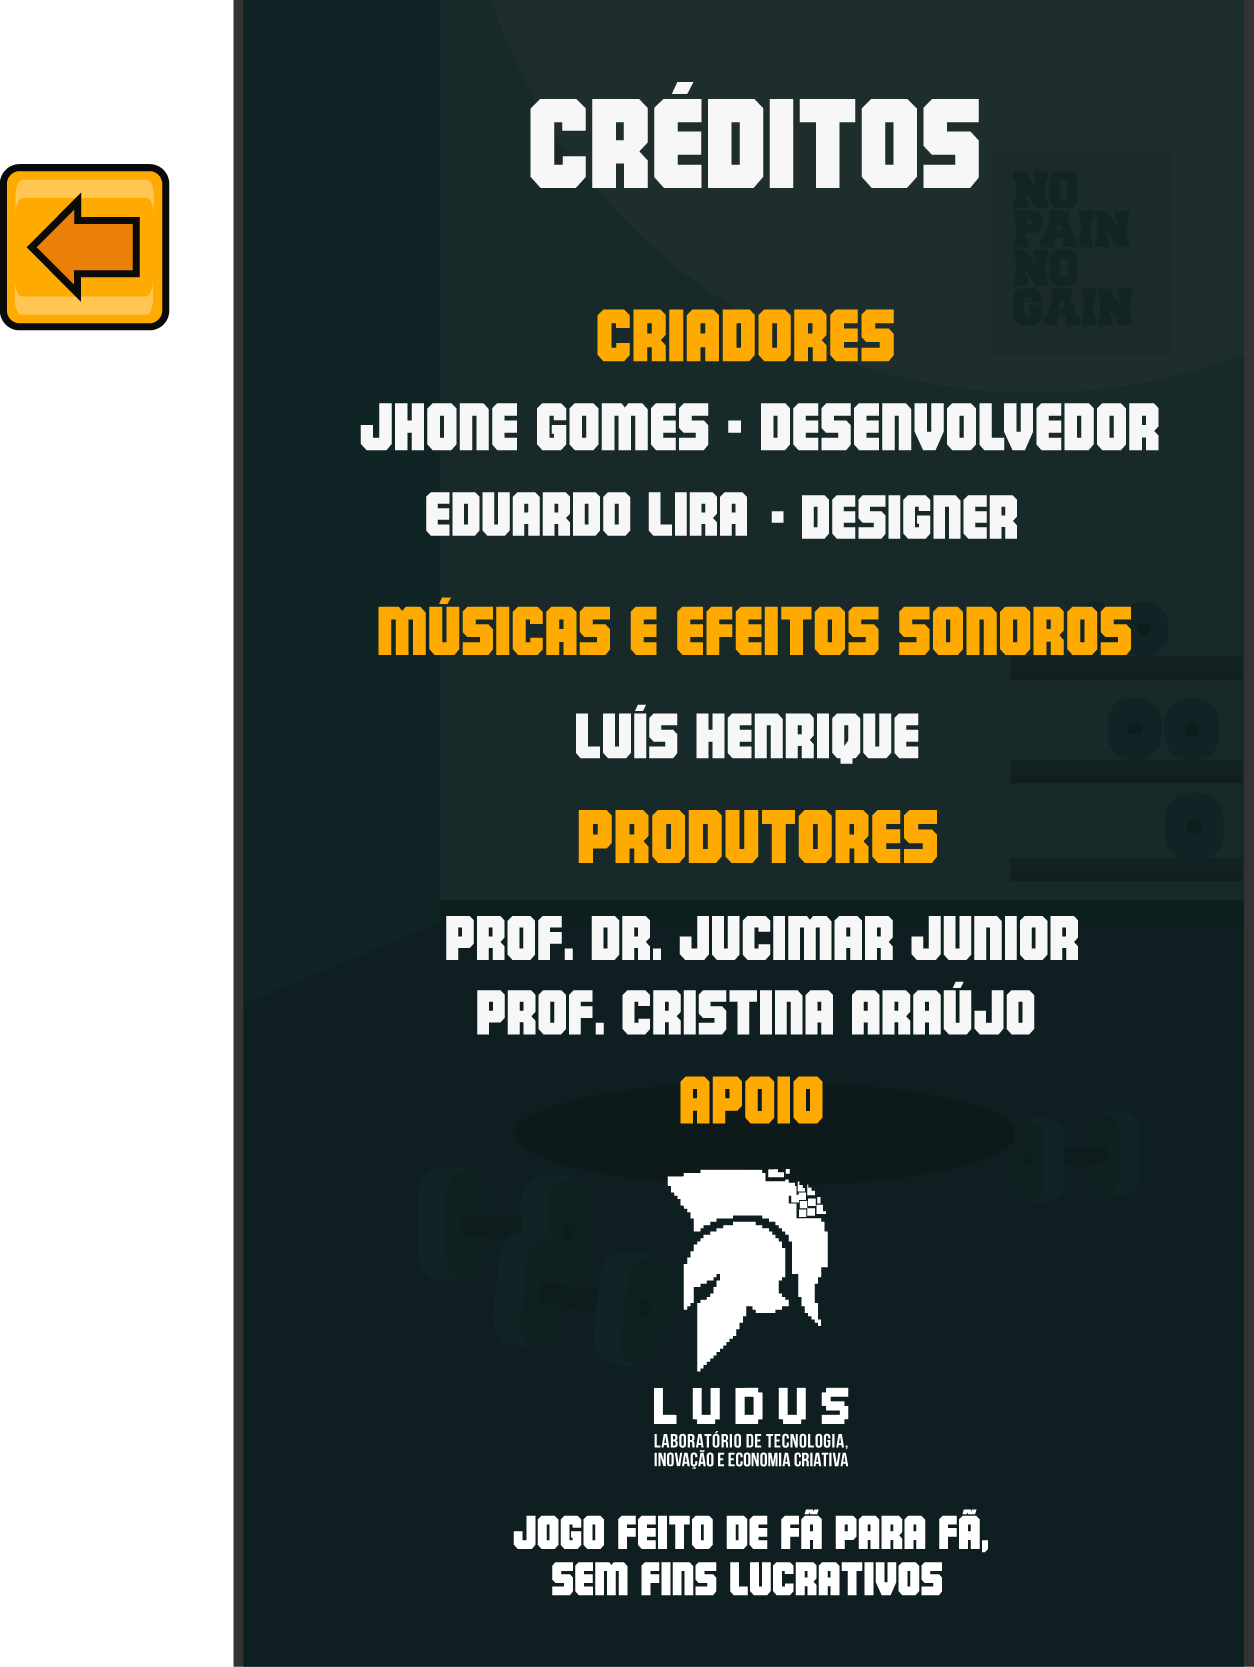 CRÉDITOS
NO
PAIN
NO
GAIN
CRIADORES
JHONE GOMES - DESENVOLVEDOR
EDUARDO LIRA - DESIGNER
MÚSICAS E EFEITOS SONOROS
LUÍS HENRIQUE
PRODUTORES
PROF. DR. JUCIMAR JUNIOR
PROF. CRISTINA ARAÚJO
APOIO
LUDUS
LABORATÓRIO DE TECNOLOGIA,
INOVAÇÃO E ECONOMIA CRIATIVA
JOGO FEITO DE FÃ PARA FÃ,
SEM FINS LUCRATIVOS